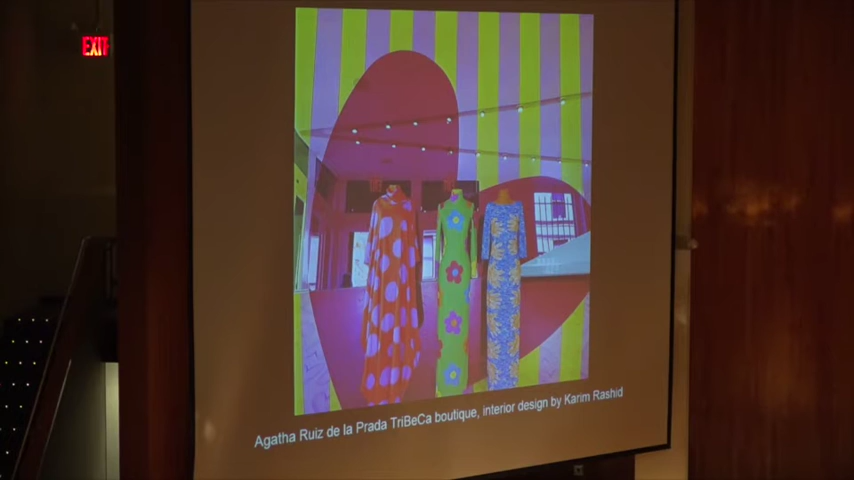 EXIT
Agatha Ruiz de la Prada TriBeCa boutique, interior design by Karim Rashid